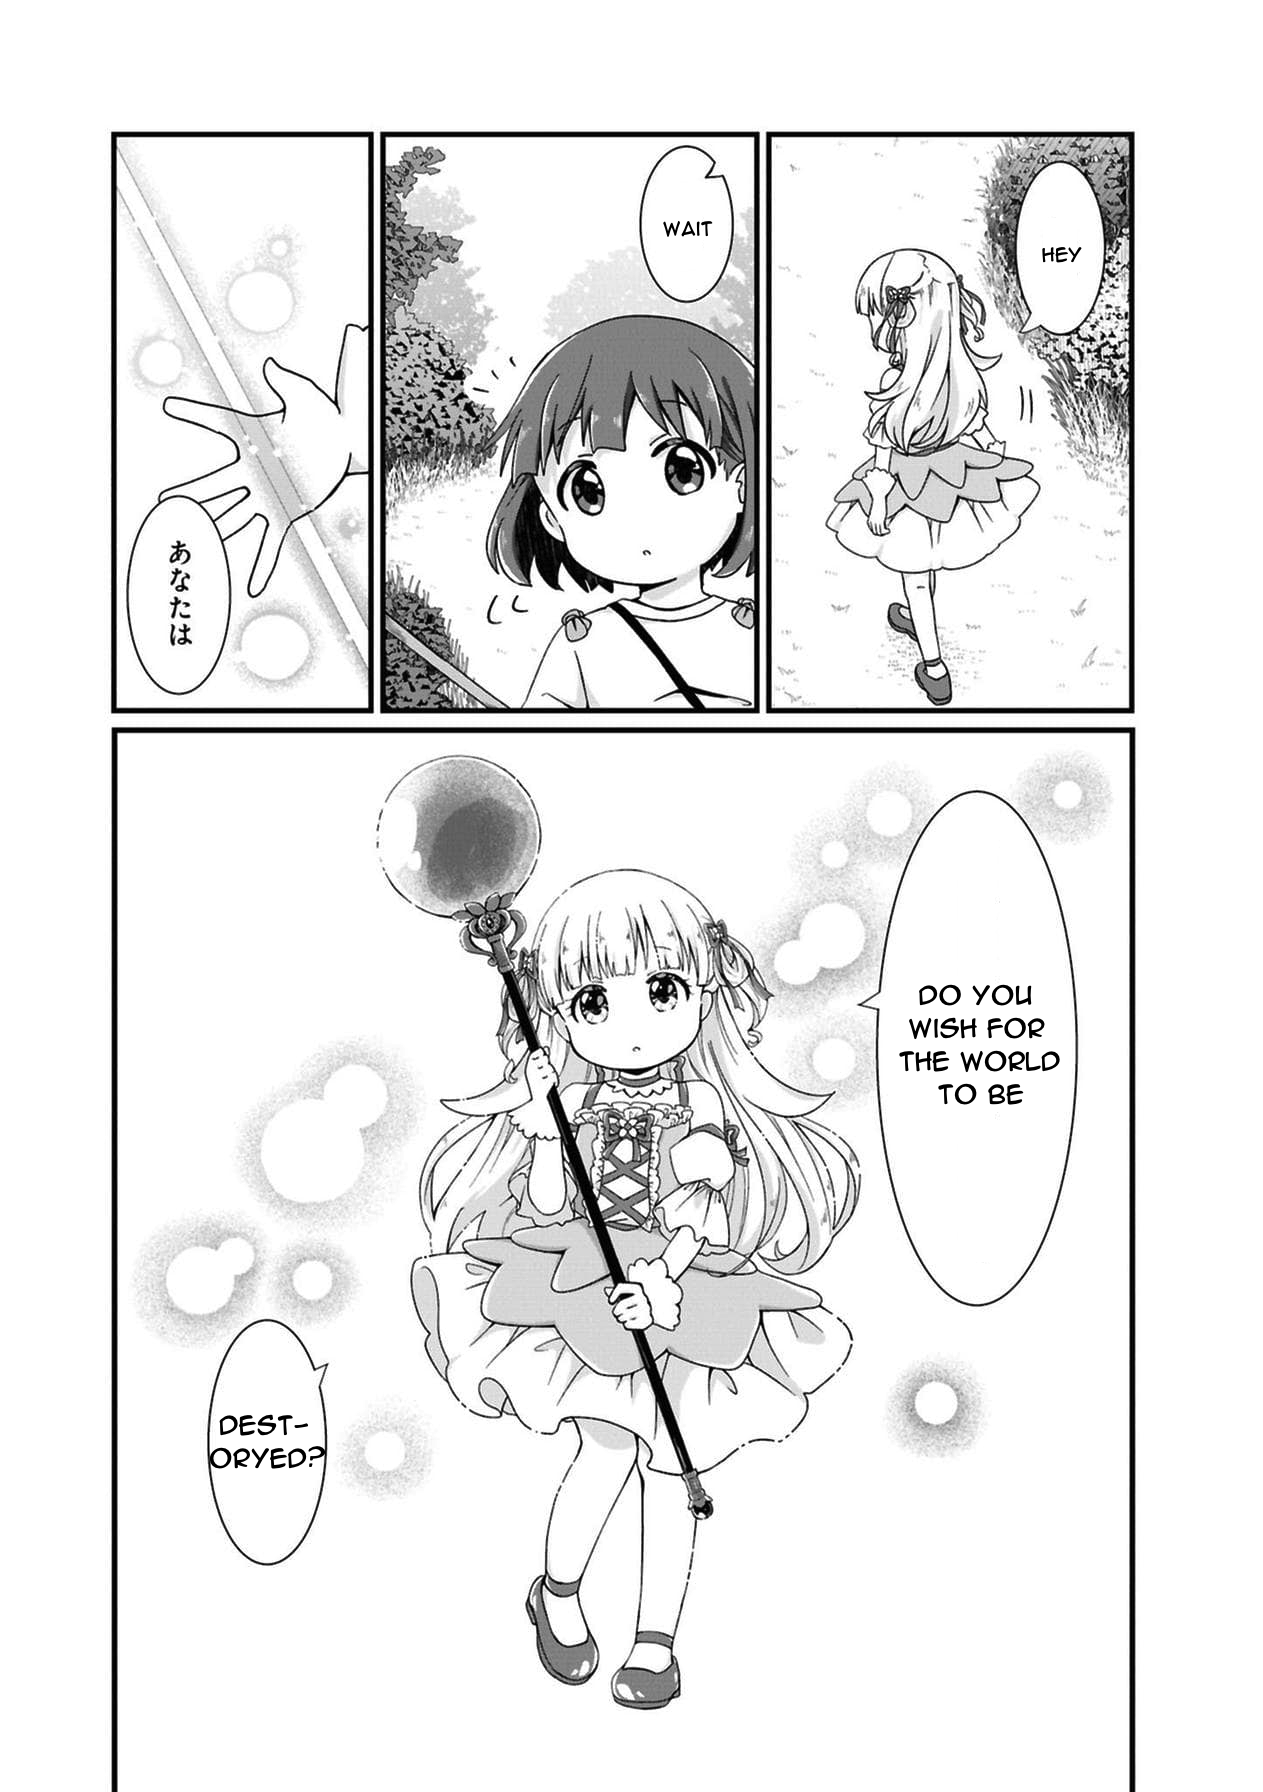 HEY
WAIT
あなたは
DO YOU
WISH FOR
THE WORLD
TO BE
DEST-
ORYED?